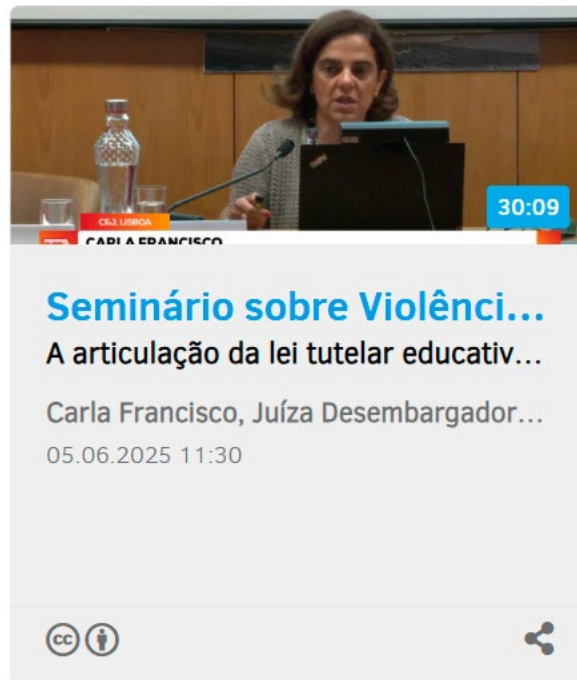 CEJ, LISBOA
CARLA FRANCISCO
30:09
Seminário sobre Violênci...
A articulação da lei tutelar educativ...
Carla Francisco, Juíza Desembargador...
05.06.2025 11:30
cc